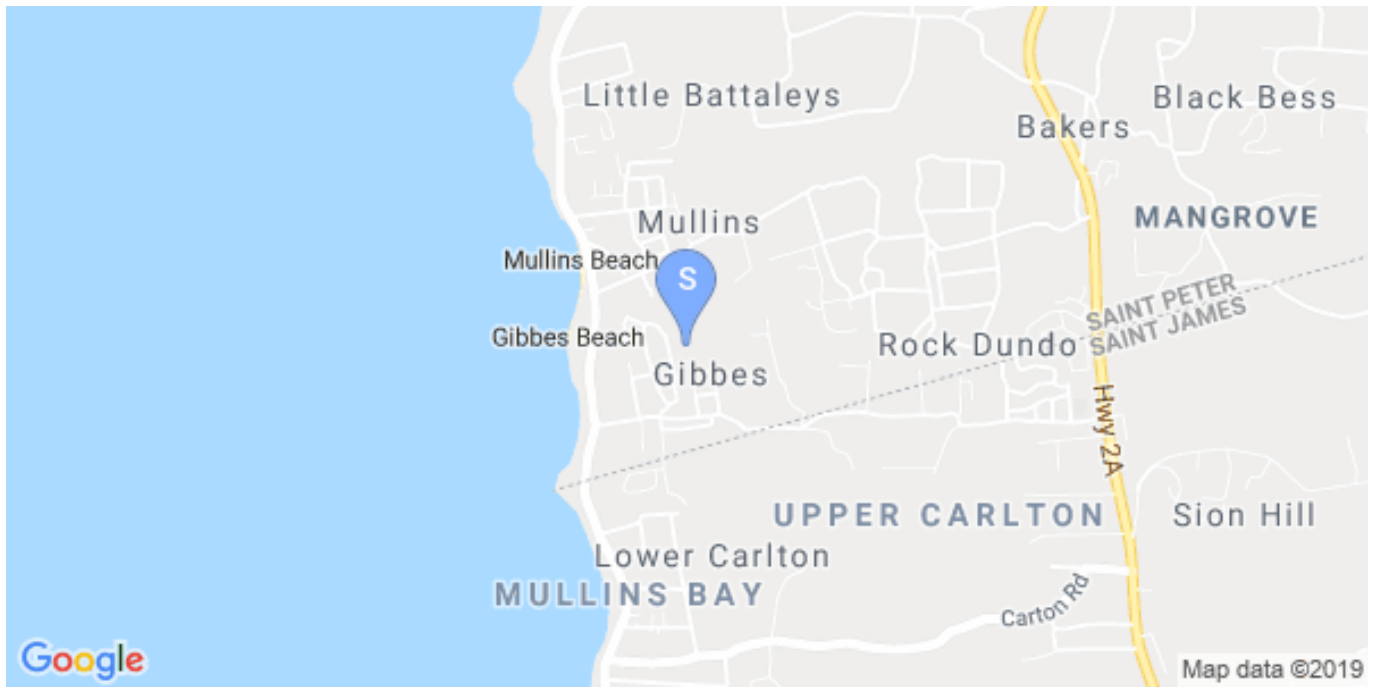 Little Battaleys
Black Bess
Bakers
Mullins
MANGROVE
Mullins Beach
S
SAINT PETER
SAINT JAMES
Gibbes Beach
Rock Dundo
Gibbes
Hwy 2A
UPPER CARLTON
Sion Hill
Lower Carlton
MULLINS BAY
Carton Rd
Google
Map data ©2019